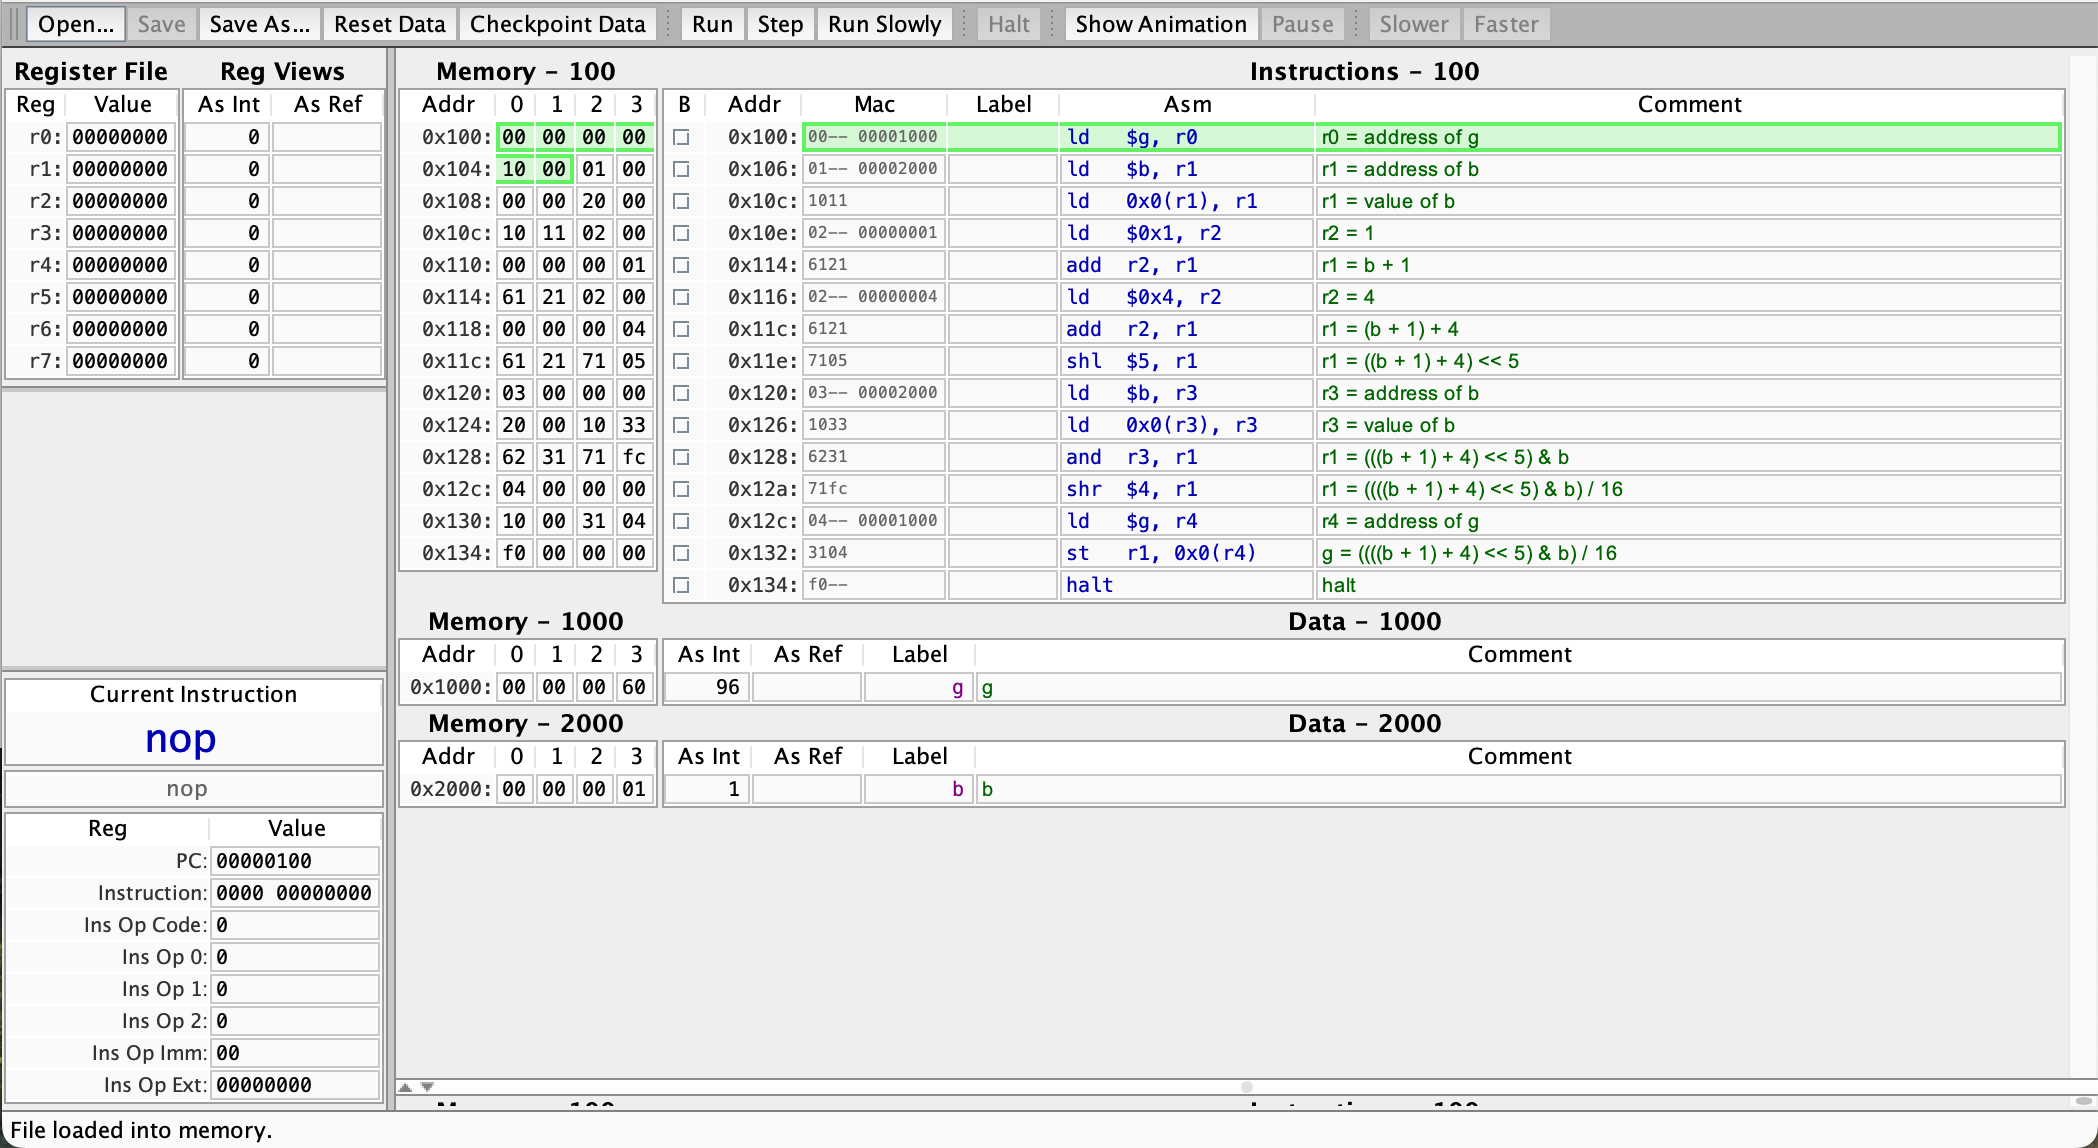 Open... Save Save As... Reset Data Checkpoint Data Run Step Run Slowly Halt Show Animation Pause Slower Faster
Register File Reg Views
Reg Value As Int As Ref
r0: 00000000 0
r1: 00000000 0
r2: 00000000 0
r3: 00000000 0
r4: 00000000 0
r5: 00000000 0
r6: 00000000 0
r7: 00000000 0
Current Instruction
nop
nop
Reg Value
PC: 00000100
Instruction: 0000 00000000
Ins Op Code: 0
Ins Op 0: 0
Ins Op 1: 0
Ins Op 2: 0
Ins Op Imm: 00
Ins Op Ext: 00000000
Memory - 100
Addr 0 1 2 3
0x100: 00 00 00 00
0x104: 10 00 01 00
0x108: 00 00 20 00
0x10c: 10 11 02 00
0x110: 00 00 00 01
0x114: 61 21 02 00
0x118: 00 00 00 04
0x11c: 61 21 71 05
0x120: 03 00 00 00
0x124: 20 00 10 33
0x128: 62 31 71 fc
0x12c: 04 00 00 00
0x130: 10 00 31 04
0x134: f0 00 00 00
Instructions - 100
B Addr Mac Label Asm Comment
0x100: 00-- 00001000 ld $g, r0 r0 = address of g
0x106: 01-- 00002000 ld $b, r1 r1 = address of b
0x10c: 1011 ld 0x0(r1), r1 r1 = value of b
0x10e: 02-- 00000001 ld $0x1, r2 r2 = 1
0x114: 6121 add r2, r1 r1 = b + 1
0x116: 02-- 00000004 ld $0x4, r2 r2 = 4
0x11c: 6121 add r2, r1 r1 = (b + 1) + 4
0x11e: 7105 shl $5, r1 r1 = ((b + 1) + 4) << 5
0x120: 03-- 00002000 ld $b, r3 r3 = address of b
0x126: 1033 ld 0x0(r3), r3 r3 = value of b
0x128: 6231 and r3, r1 r1 = (((b + 1) + 4) << 5) & b
0x12a: 71fc shr $4, r1 r1 = ((((b + 1) + 4) << 5) & b) / 16
0x12c: 04-- 00001000 ld $g, r4 r4 = address of g
0x132: 3104 st r1, 0x0(r4) g = ((((b + 1) + 4) << 5) & b) / 16
0x134: f0-- halt halt
Memory - 1000 Data - 1000
Addr 0 1 2 3 As Int As Ref Label Comment
0x1000: 00 00 00 60 96 g g
Memory - 2000 Data - 2000
Addr 0 1 2 3 As Int As Ref Label Comment
0x2000: 00 00 00 01 1 b b
File loaded into memory.